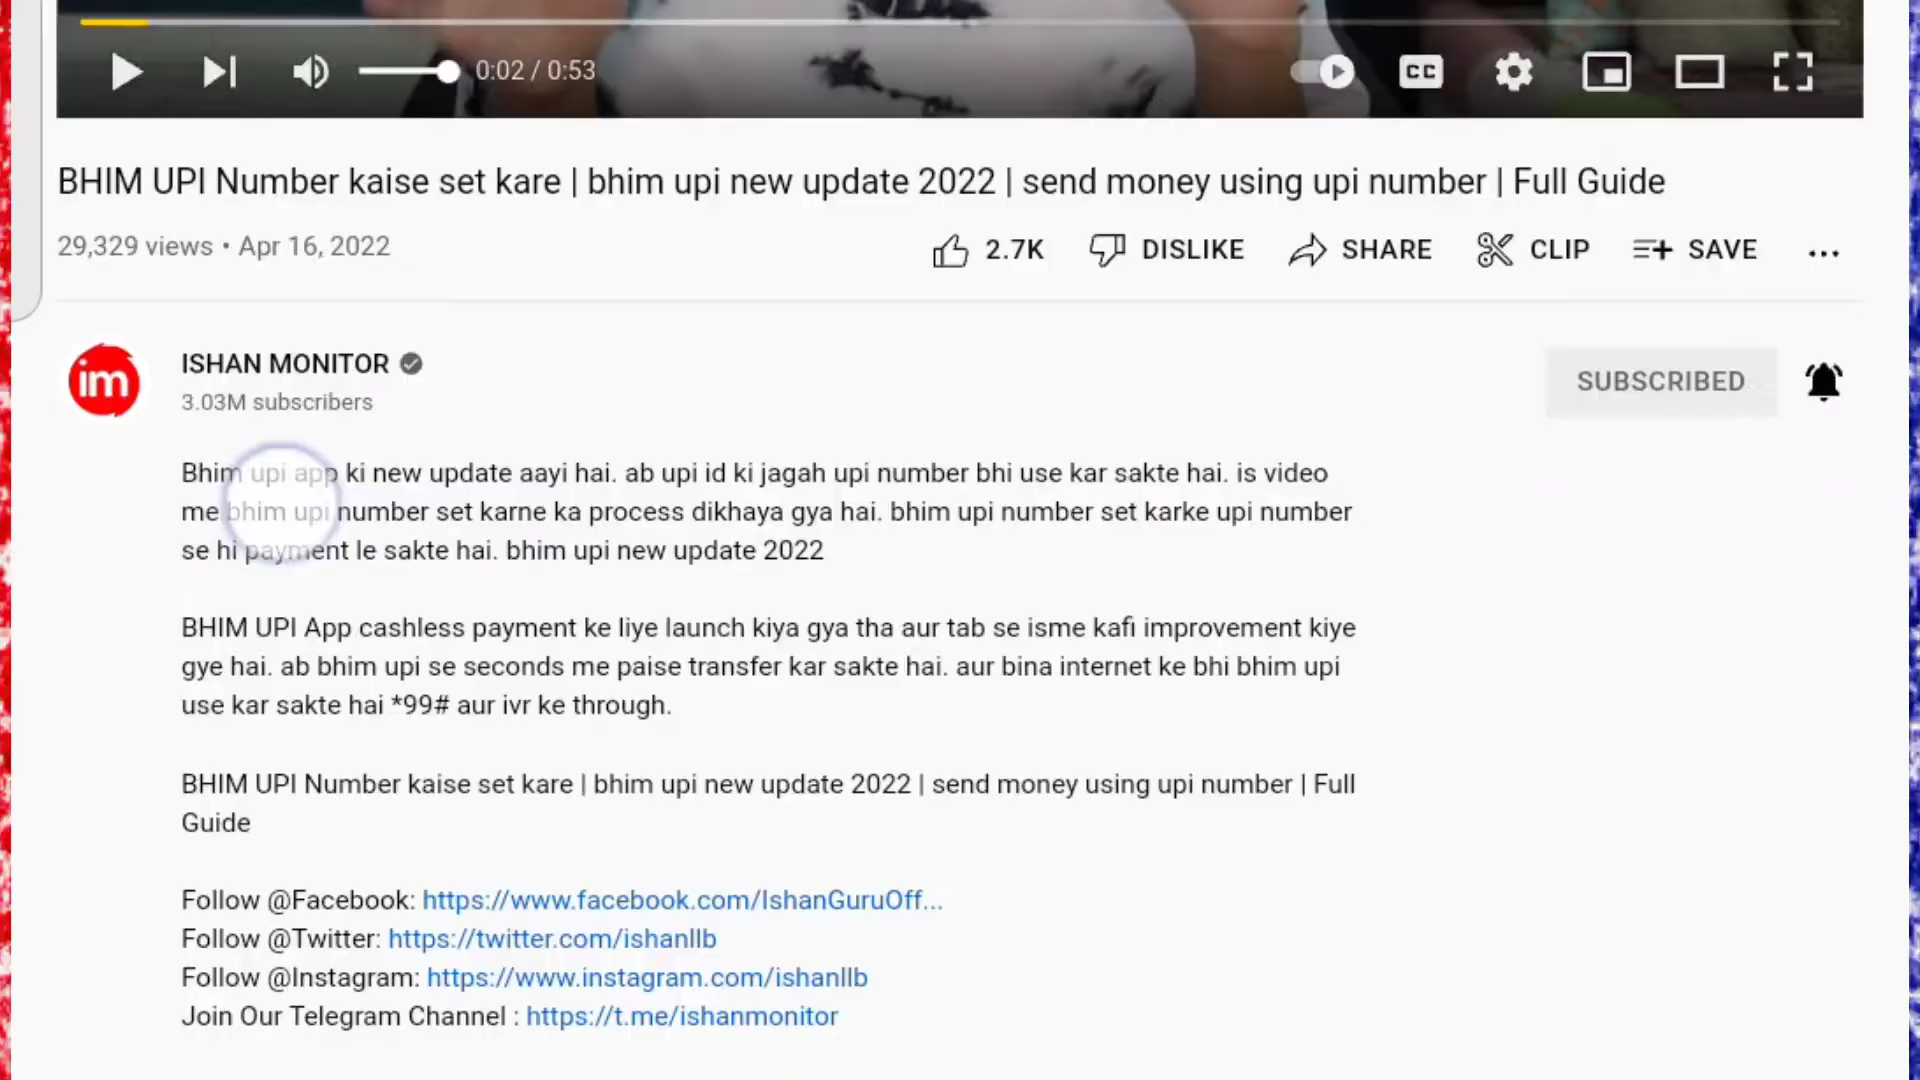 0:02 / 0:53
CC
BHIM UPI Number kaise set kare | bhim upi new update 2022 | send money using upi number | Full Guide
29,329 views • Apr 16, 2022
2.7K DISLIKE SHARE CLIP SAVE ...
im
ISHAN MONITOR
3.03M subscribers
SUBSCRIBED
Bhim upi app ki new update aayi hai. ab upi id ki jagah upi number bhi use kar sakte hai. is video
me bhim upi number set karne ka process dikhaya gya hai. bhim upi number set karke upi number
se hi payment le sakte hai. bhim upi new update 2022
BHIM UPI App cashless payment ke liye launch kiya gya tha aur tab se isme kafi improvement kiye
gye hai. ab bhim upi se seconds me paise transfer kar sakte hai. aur bina internet ke bhi bhim upi
use kar sakte hai *99# aur ivr ke through.
BHIM UPI Number kaise set kare | bhim upi new update 2022 | send money using upi number | Full
Guide
Follow @Facebook: https://www.facebook.com/IshanGuruOff...
Follow @Twitter: https://twitter.com/ishanllb
Follow @Instagram: https://www.instagram.com/ishanllb
Join Our Telegram Channel : https://t.me/ishanmonitor